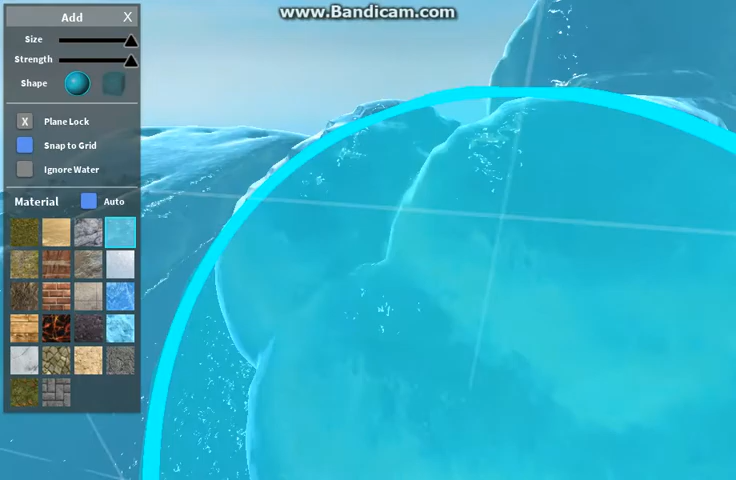 www.Bandicam.com
Add X
Size
Strength
Shape
X Plane Lock
Snap to Grid
Ignore Water
Material Auto